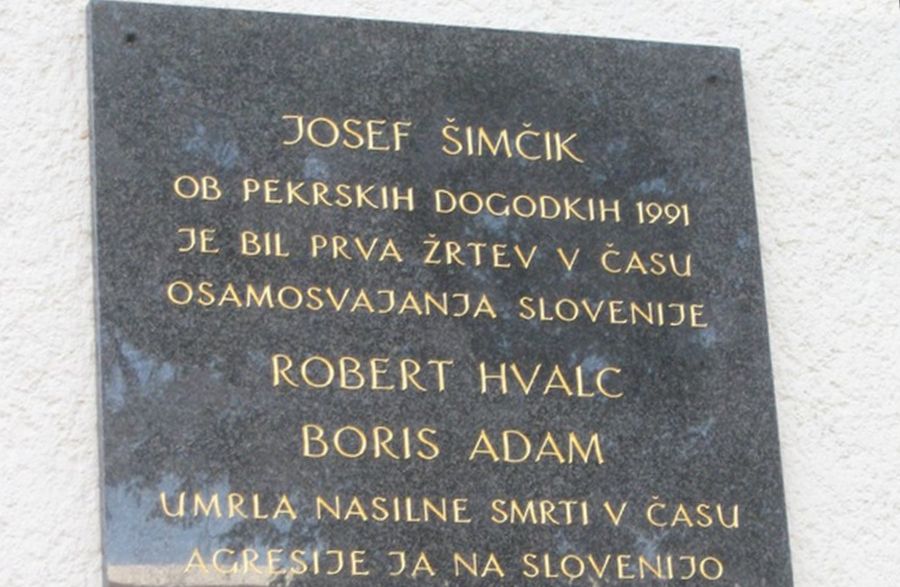 JOSEF ŠIMČIK
OB PEKRSKIH DOGODKIH 1991
JE BIL PRVA ŽRTEV V ČASU
OSAMOSVAJANJA SLOVENIJE
ROBERT HVALC
BORIS ADAM
UMRLA NASILNE SMRTI V ČASU
AGRESIJE JA NA SLOVENIJO